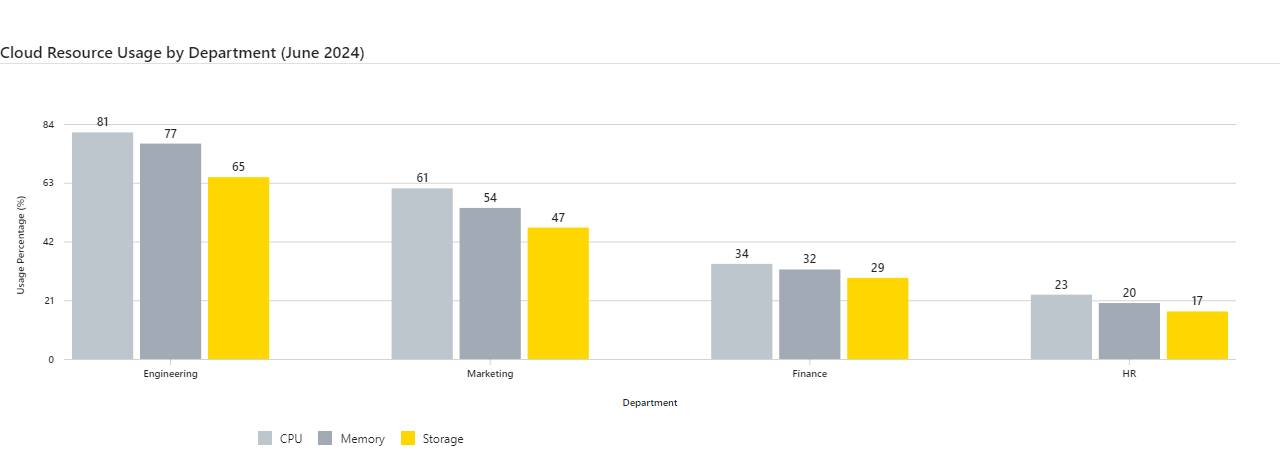 Cloud Resource Usage by Department (June 2024)
84
63
42
21
0
Usage Percentage (%)
81
77
65
61
54
47
34
32
29
23
20
17
Engineering
Marketing
Finance
HR
Department
CPU
Memory
Storage